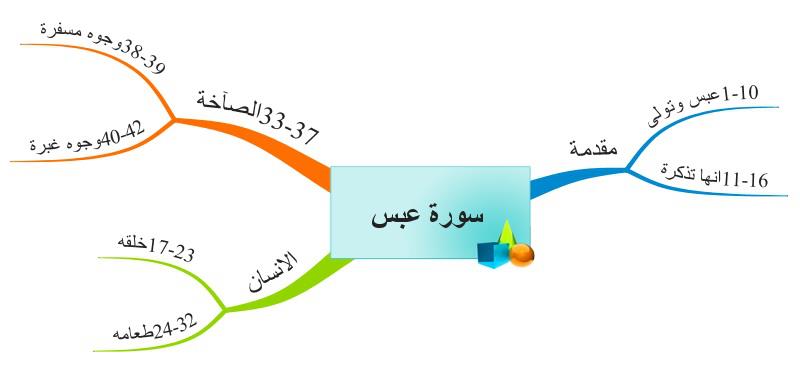 سورة عبس
مقدمة
1-10عبس وتولى
11-16انها تذكرة
الانسان
17-23خلقه
24-32طعامه
33-37الصآخة
38-39وجوه مسفرة
40-42وجوه غبرة